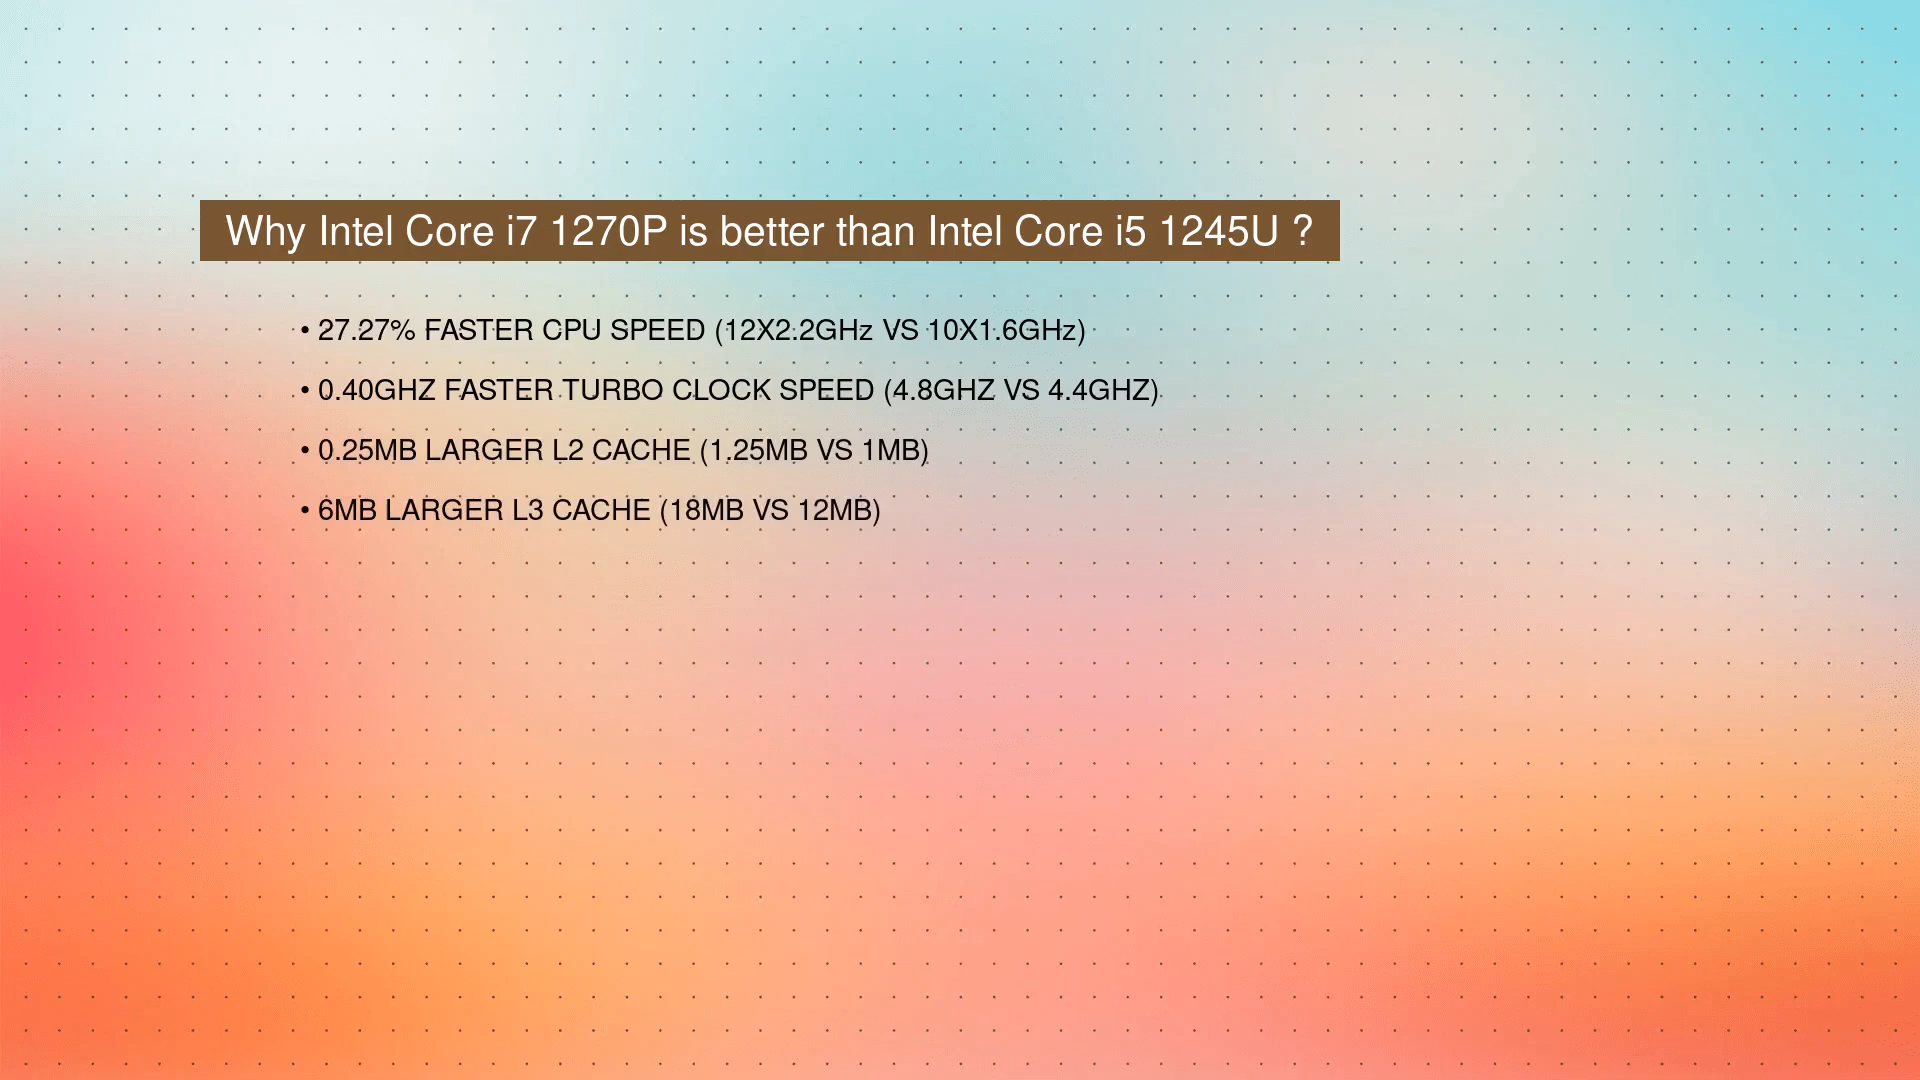 Why Intel Core i7 1270P is better than Intel Core i5 1245U ?
• 27.27% FASTER CPU SPEED (12X2.2GHz VS 10X1.6GHz)
• 0.40GHZ FASTER TURBO CLOCK SPEED (4.8GHZ VS 4.4GHZ)
• 0.25MB LARGER L2 CACHE (1.25MB VS 1MB)
• 6MB LARGER L3 CACHE (18MB VS 12MB)